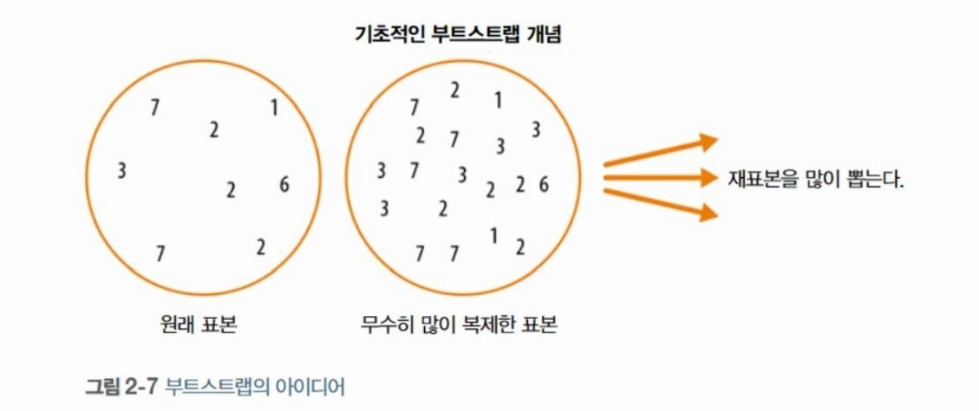 기초적인 부트스트랩 개념
7 1
2
3
2 6
7 2
2
7 1
2 7 3
3
3 7 3
2 2 6
3 2
1
7 7 2
재표본을 많이 뽑는다.
원래 표본
무수히 많이 복제한 표본
그림 2-7 부트스트랩의 아이디어